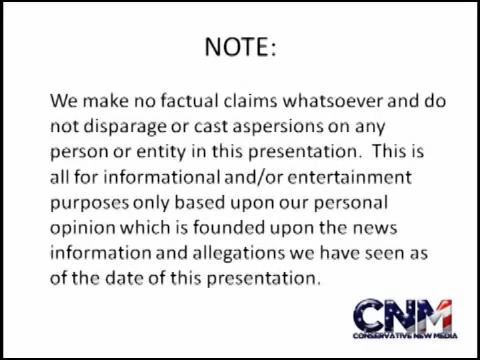 NOTE:
We make no factual claims whatsoever and do
not disparage or cast aspersions on any
person or entity in this presentation.  This is
all for informational and/or entertainment
purposes only based upon our personal
opinion which is founded upon the news
information and allegations we have seen as
of the date of this presentation.
CNM
CONSERVATIVE NEW MEDIA